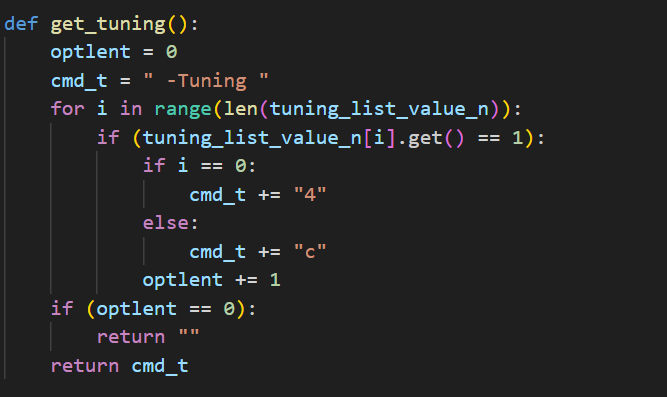 def get_tuning():
    optlent = 0
    cmd_t = " -Tuning "
    for i in range(len(tuning_list_value_n)):
        if (tuning_list_value_n[i].get() == 1):
            if i == 0:
                cmd_t += "4"
            else:
                cmd_t += "c"
            optlent += 1
    if (optlent == 0):
        return ""
    return cmd_t